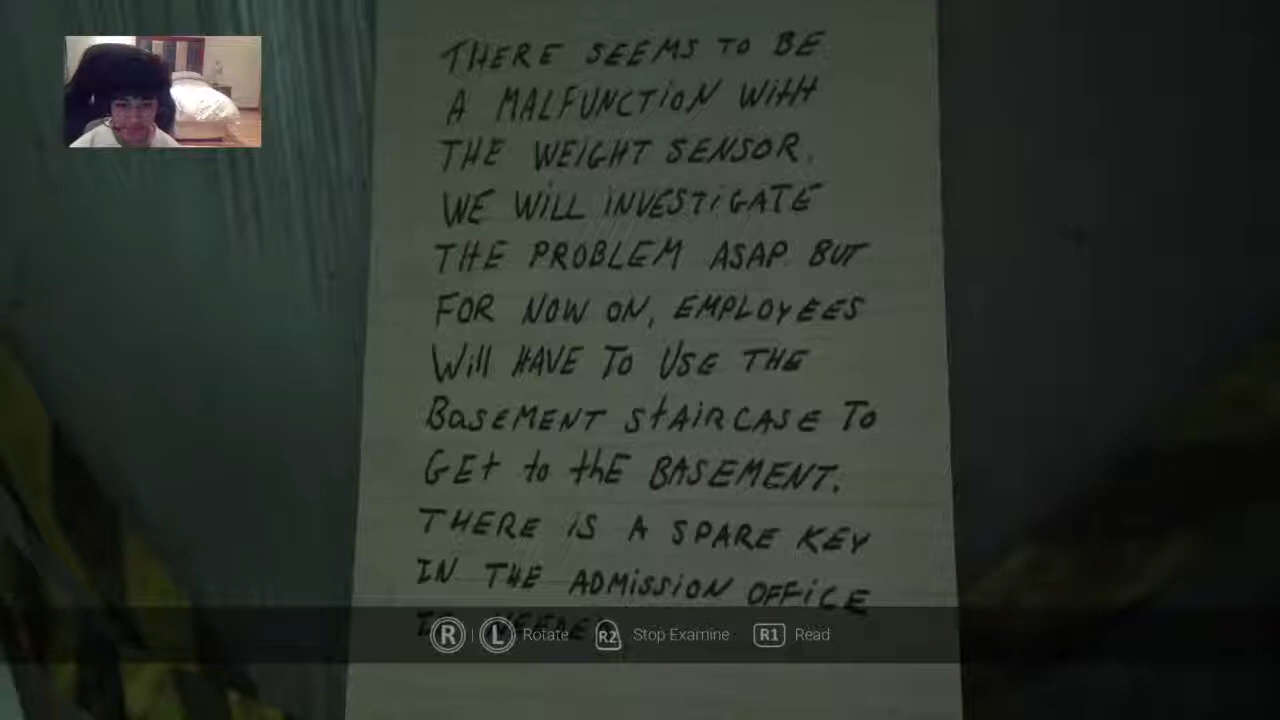 THERE SEEMS TO BE
A MALFUNCTION WITH
THE WEIGHT SENSOR.
WE WILL INVESTIGATE
THE PROBLEM ASAP. BUT
FOR NOW ON, EMPLOYEES
WILL HAVE TO USE THE
BASEMENT STAIRCASE TO
GET to thE BASEMENT.
THERE IS A SPARE KEY
IN THE ADMISSION OFFICE
R | L Rotate R2 Stop Examine R1 Read